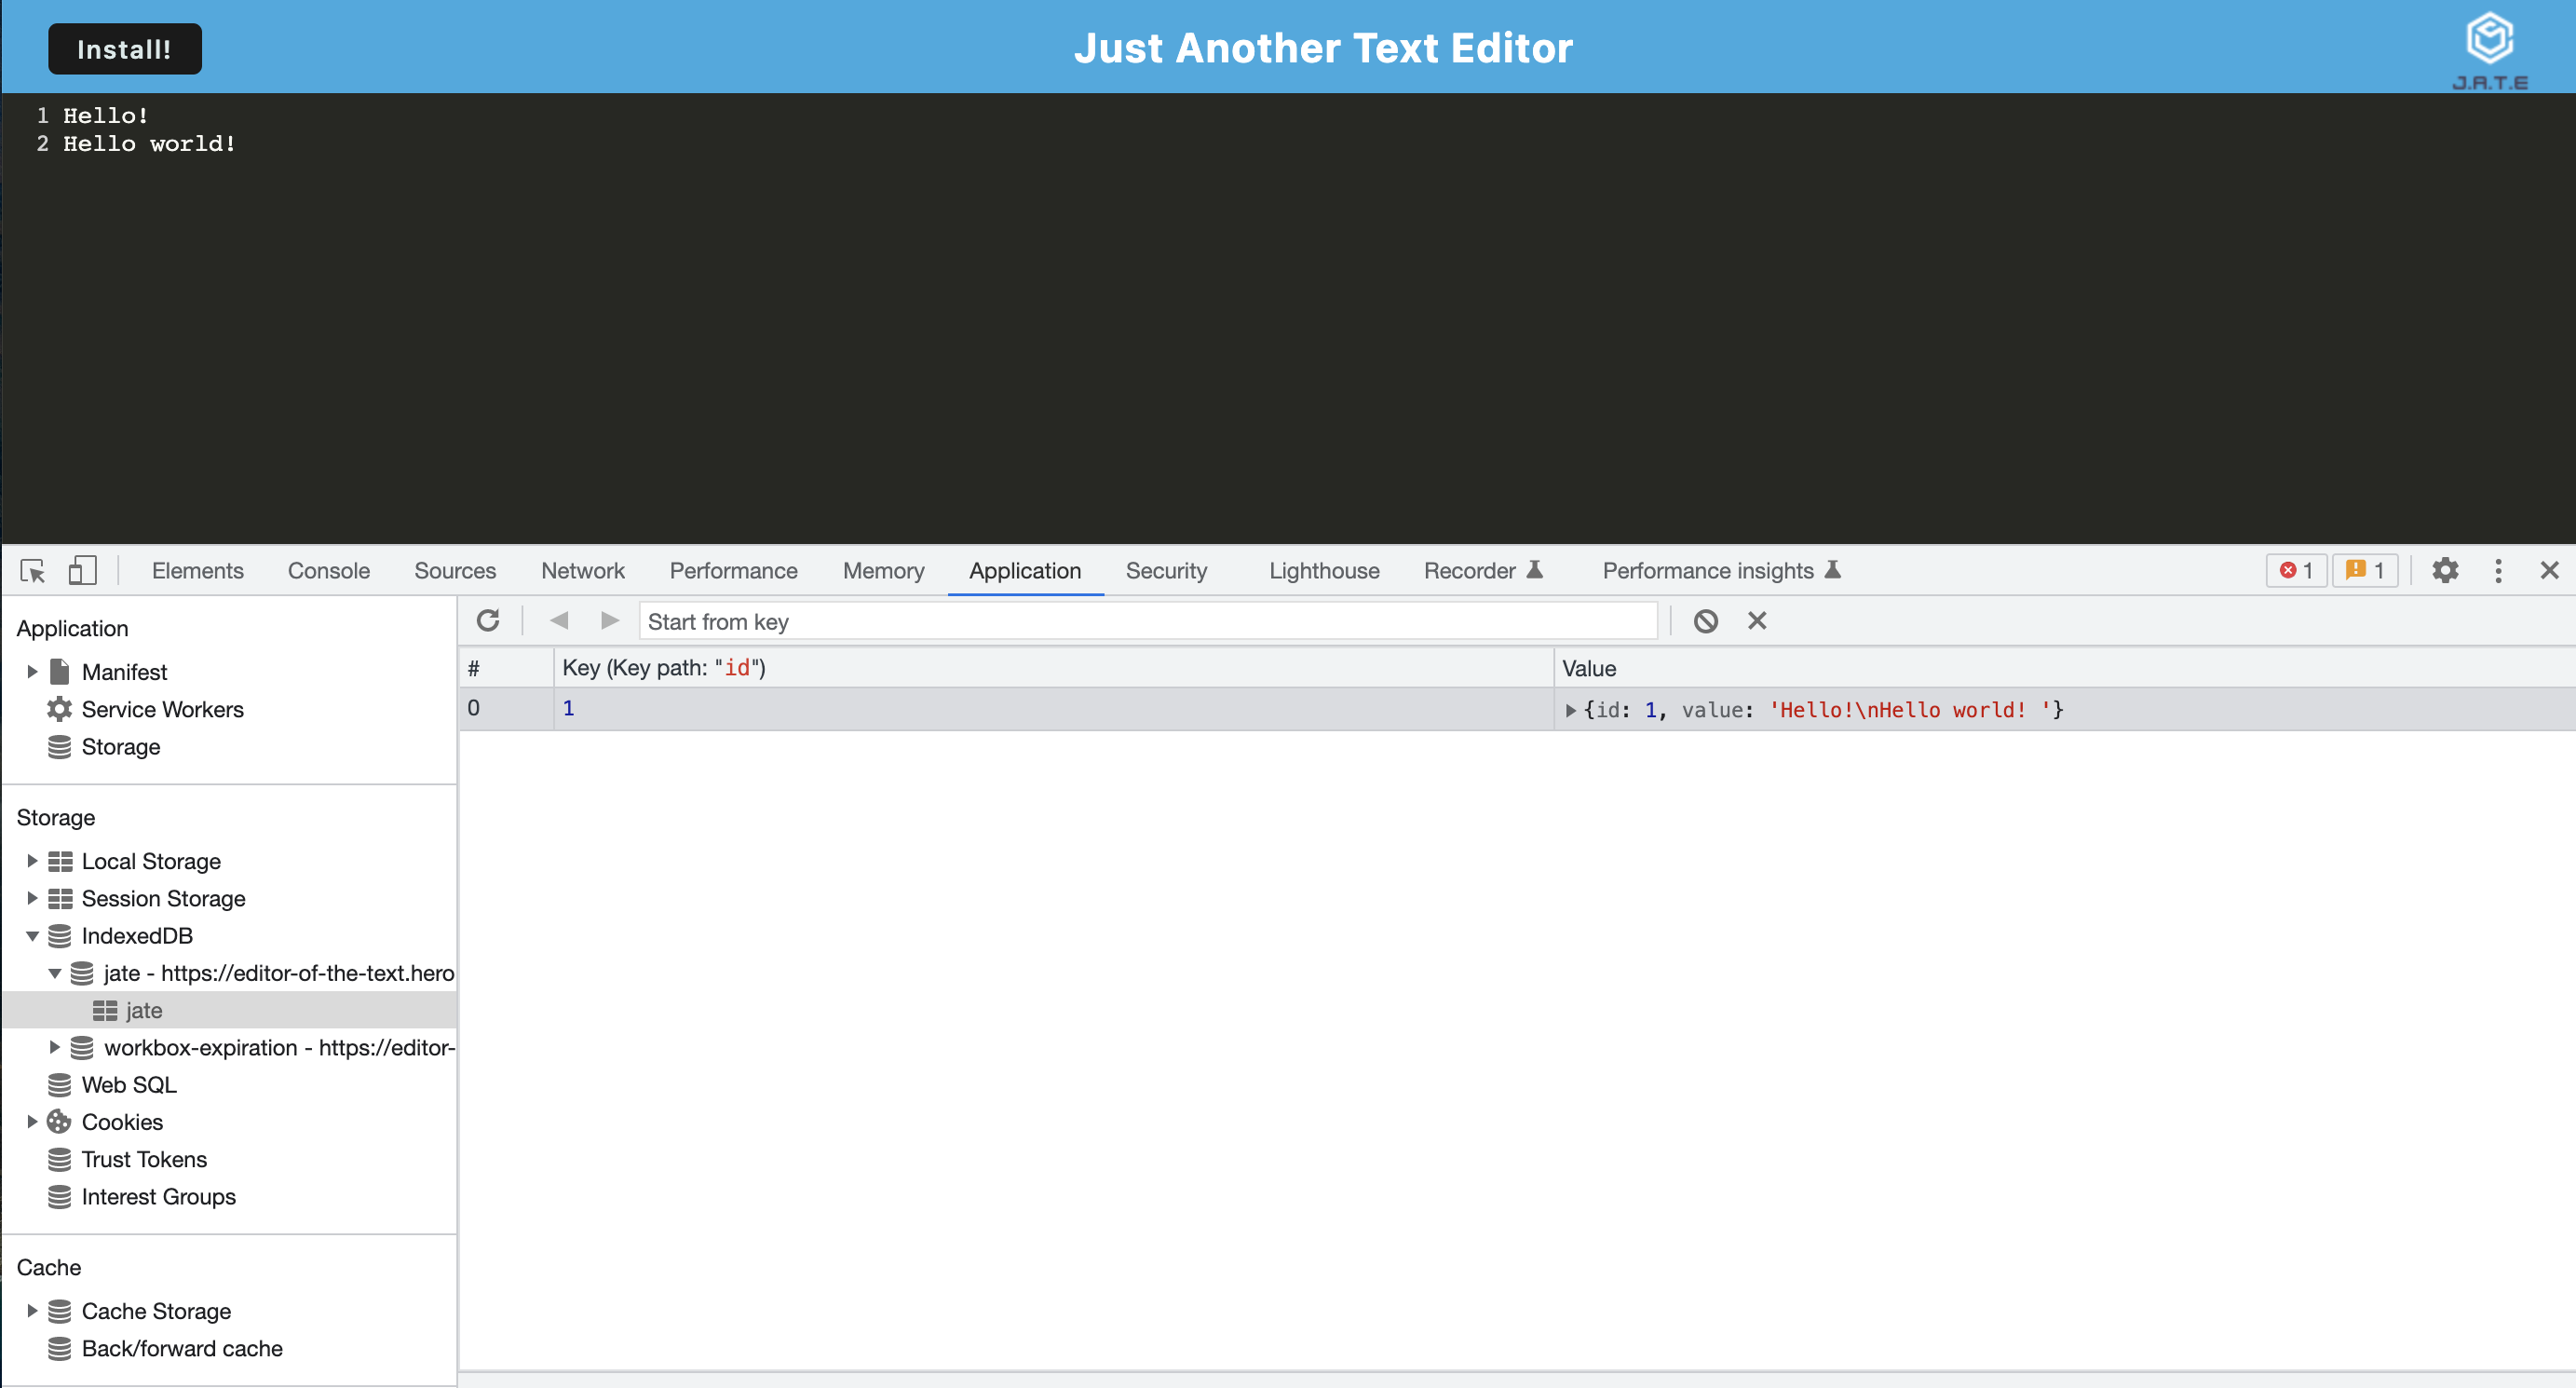 Install!
Just Another Text Editor
J.A.T.E
1 Hello!
2 Hello world!
Elements Console Sources Network Performance Memory Application Security Lighthouse Recorder Performance insights 1 1
Application
Manifest
Service Workers
Storage
Storage
Local Storage
Session Storage
IndexedDB
jate - https://editor-of-the-text.hero
jate
workbox-expiration - https://editor-
Web SQL
Cookies
Trust Tokens
Interest Groups
Cache
Cache Storage
Back/forward cache
Start from key
# Key (Key path: "id") Value
0 1 {id: 1, value: 'Hello!\nHello world! '}